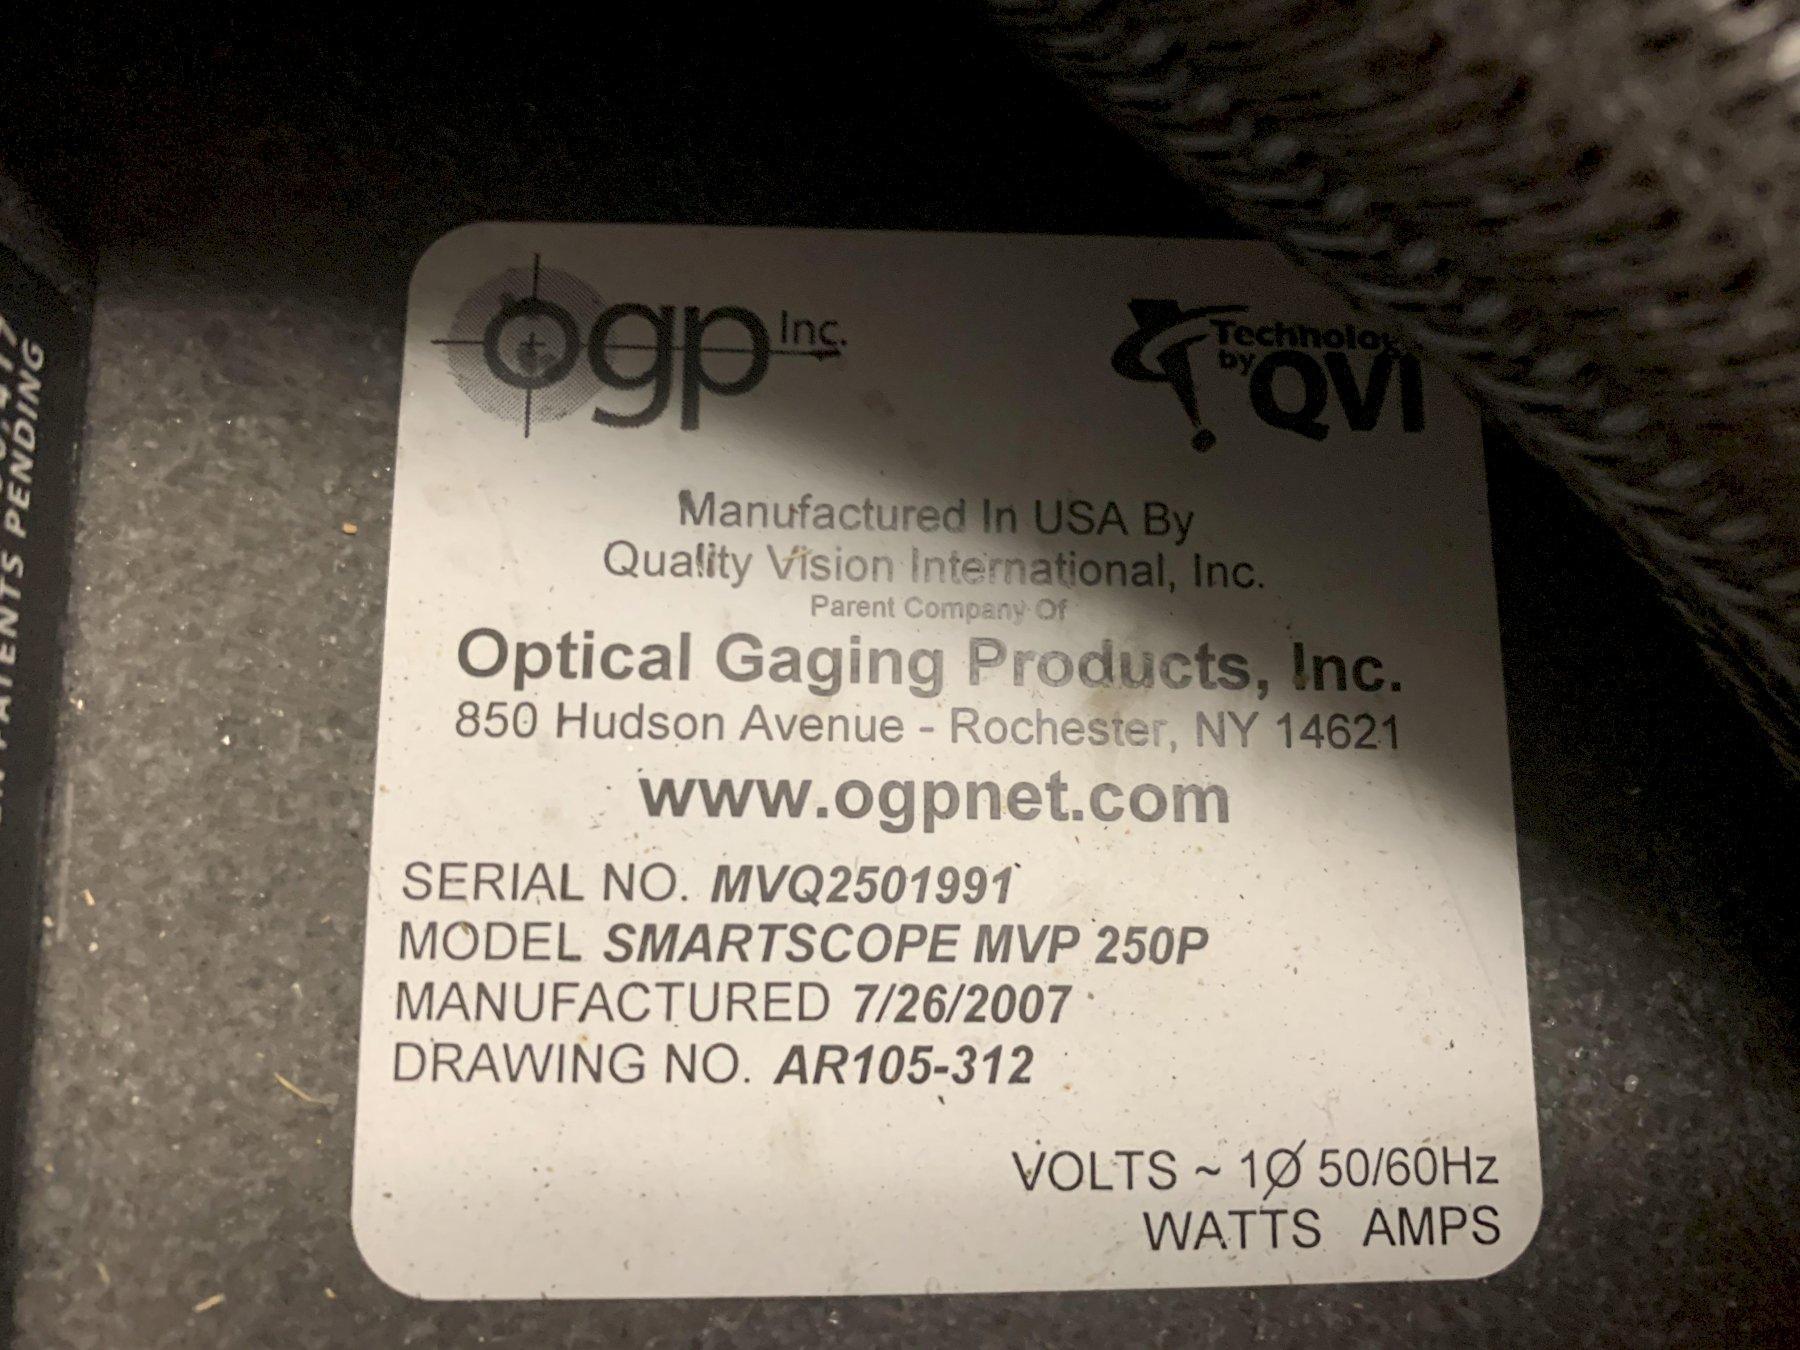 ogp Inc.
Technology
by QVI
Manufactured In USA By
Quality Vision International, Inc.
Parent Company Of
Optical Gaging Products, Inc.
850 Hudson Avenue - Rochester, NY 14621
www.ogpnet.com
SERIAL NO. MVQ2501991
MODEL SMARTSCOPE MVP 250P
MANUFACTURED 7/26/2007
DRAWING NO. AR105-312
VOLTS ~ 1Ø 50/60Hz
WATTS AMPS
PATENTS PENDING